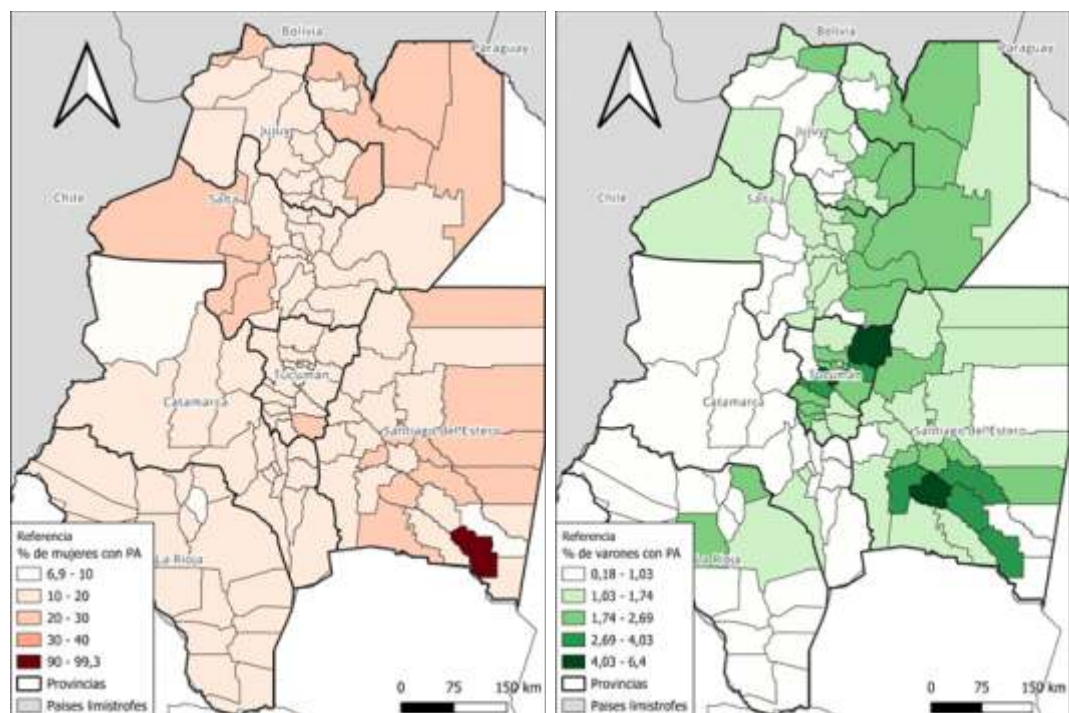 Bolivia
Paraguay
Jujuy
Chile
Salta
Tucumán
Catamarca
Santiago del Estero
La Rioja
Referencia
% de mujeres con PA
6,9 - 10
10 - 20
20 - 30
30 - 40
90 - 99,3
Provincias
Países limítrofes
0 75 150 km
Bolivia
Paraguay
Jujuy
Chile
Salta
Tucumán
Catamarca
Santiago del Estero
La Rioja
Referencia
% de varones con PA
0,18 - 1,03
1,03 - 1,74
1,74 - 2,69
2,69 - 4,03
4,03 - 6,4
Provincias
Países limítrofes
0 75 150 km